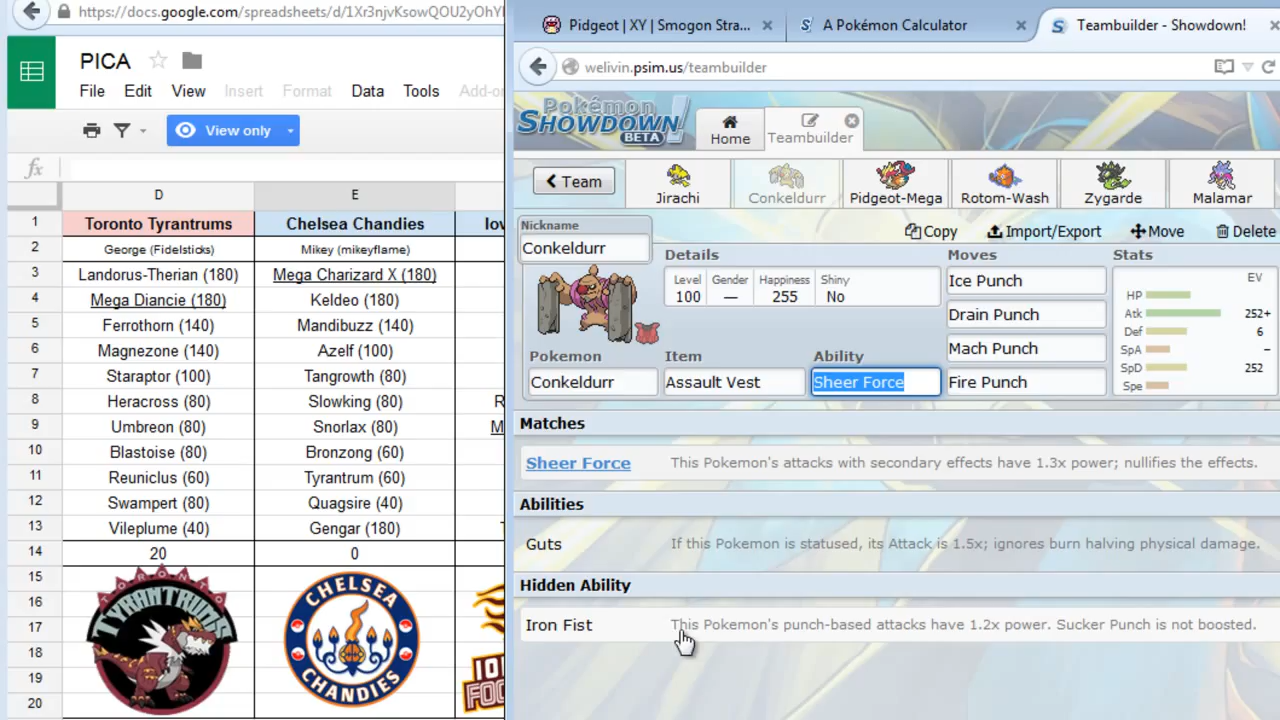 https://docs.google.com/spreadsheets/d/1Xr3njvKsowQOU2yOhY
PICA
File Edit View Insert Format Data Tools Add-o
View only
fx
D E
1 Toronto Tyrantrums Chelsea Chandies Iov
2 George (Fidelsticks) Mikey (mikeyflame)
3 Landorus-Therian (180) Mega Charizard X (180)
4 Mega Diancie (180) Keldeo (180)
5 Ferrothorn (140) Mandibuzz (140)
6 Magnezone (140) Azelf (100)
7 Staraptor (100) Tangrowth (80)
8 Heracross (80) Slowking (80) R
9 Umbreon (80) Snorlax (80) M
10 Blastoise (80) Bronzong (60)
11 Reuniclus (60) Tyrantrum (60)
12 Swampert (80) Quagsire (40)
13 Vileplume (40) Gengar (180)
14 20 0
15
16
17
18
19
20
TORONTO
TYRANTRUMS
CHELSEA
CHANDIES
IO
FOO
Pidgeot | XY | Smogon Stra...
A Pokémon Calculator
Teambuilder - Showdown!
welivin.psim.us/teambuilder
Pokémon
SHOWDOWN!
BETA
Home
Teambuilder
Team
Jirachi
Conkeldurr
Pidgeot-Mega
Rotom-Wash
Zygarde
Malamar
Copy Import/Export Move Delete
Nickname
Conkeldurr
Details
Level Gender Happiness Shiny
100 — 255 No
Pokemon
Conkeldurr
Item
Assault Vest
Ability
Sheer Force
Moves
Ice Punch
Drain Punch
Mach Punch
Fire Punch
Stats
EV
HP
Atk 252+
Def 6
SpA –
SpD 252
Spe
Matches
Sheer Force This Pokemon's attacks with secondary effects have 1.3x power; nullifies the effects.
Abilities
Guts If this Pokemon is statused, its Attack is 1.5x; ignores burn halving physical damage.
Hidden Ability
Iron Fist This Pokemon's punch-based attacks have 1.2x power. Sucker Punch is not boosted.